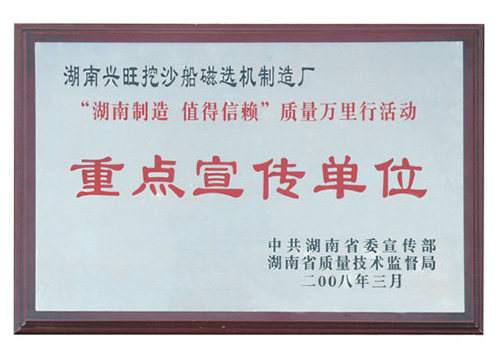 湖南兴旺挖沙船磁选机制造厂
“湖南制造 值得信赖”质量万里行活动
重点宣传单位
中共湖南省委宣传部
湖南省质量技术监督局
二00八年三月